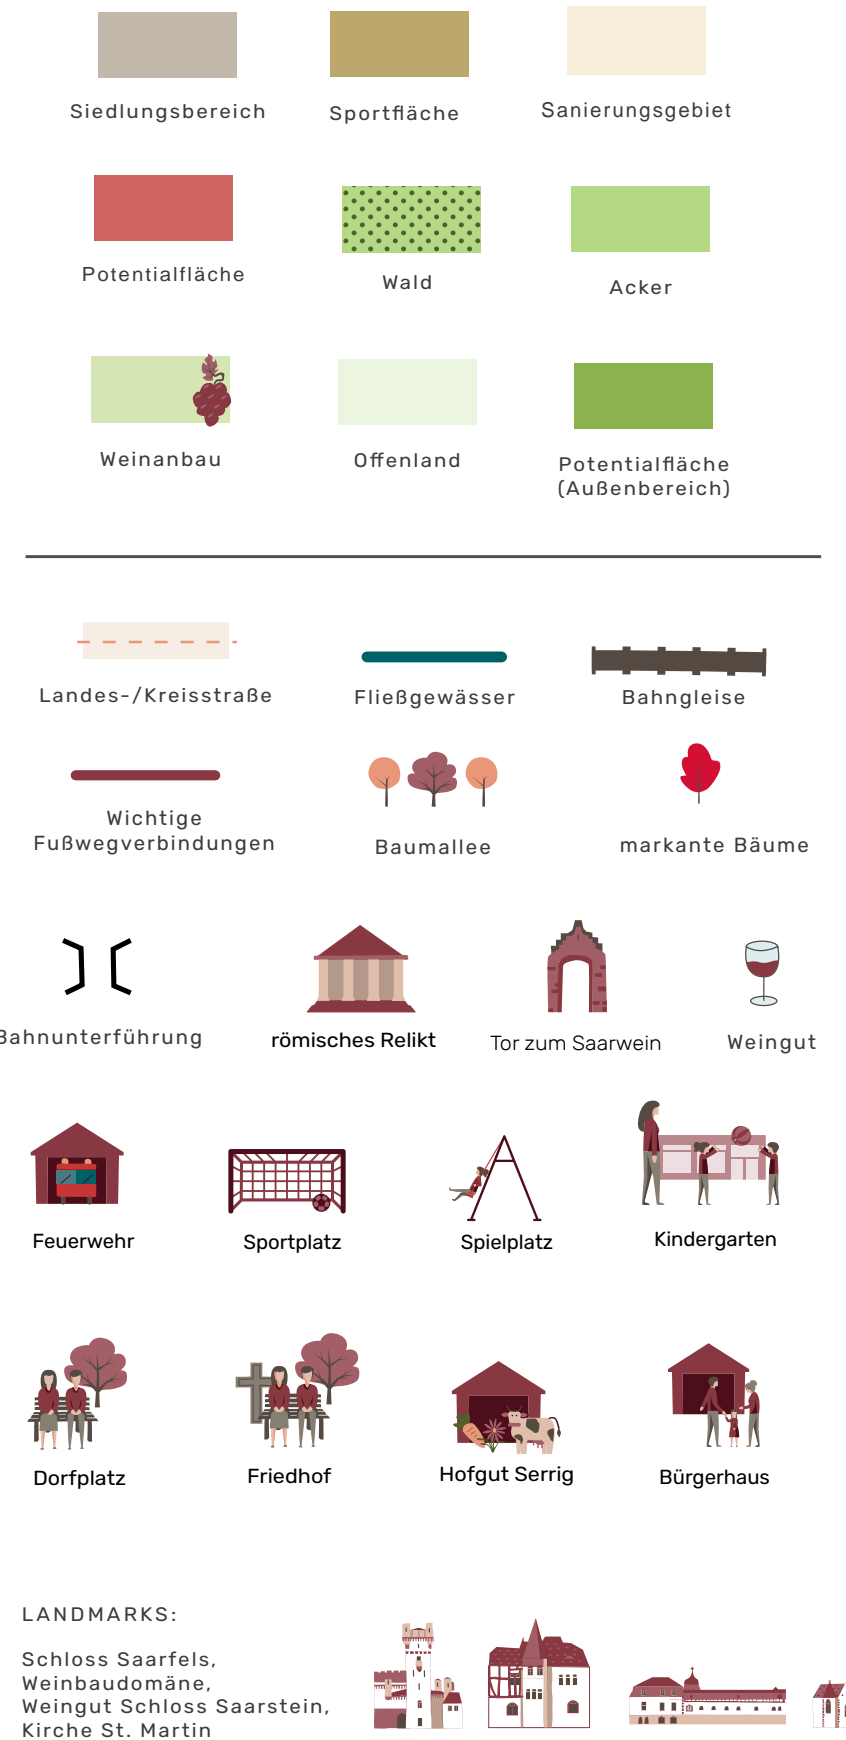 Siedlungsbereich
Sportfläche
Sanierungsgebiet
Potentialfläche
Wald
Acker
Weinanbau
Offenland
Potentialfläche
(Außenbereich)
Landes-/Kreisstraße
Fließgewässer
Bahngleise
Wichtige
Fußwegverbindungen
Baumallee
markante Bäume
Bahnunterführung
römisches Relikt
Tor zum Saarwein
Weingut
Feuerwehr
Sportplatz
Spielplatz
Kindergarten
Dorfplatz
Friedhof
Hofgut Serrig
Bürgerhaus
LANDMARKS:
Schloss Saarfels,
Weinbaudomäne,
Weingut Schloss Saarstein,
Kirche St. Martin